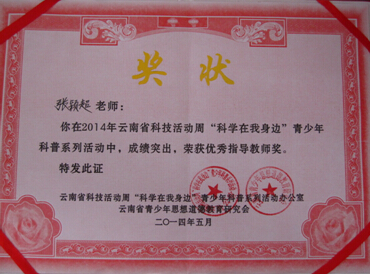 奖状
张颖起 老师：
你在2014年云南省科技活动周“科学在我身边”青少年
科普系列活动中，成绩突出，荣获优秀指导教师奖。
特发此证
云南省科技活动周“科学在我身边”青少年科普系列活动办公室
云南省青少年思想道德教育研究会
二○一四年五月